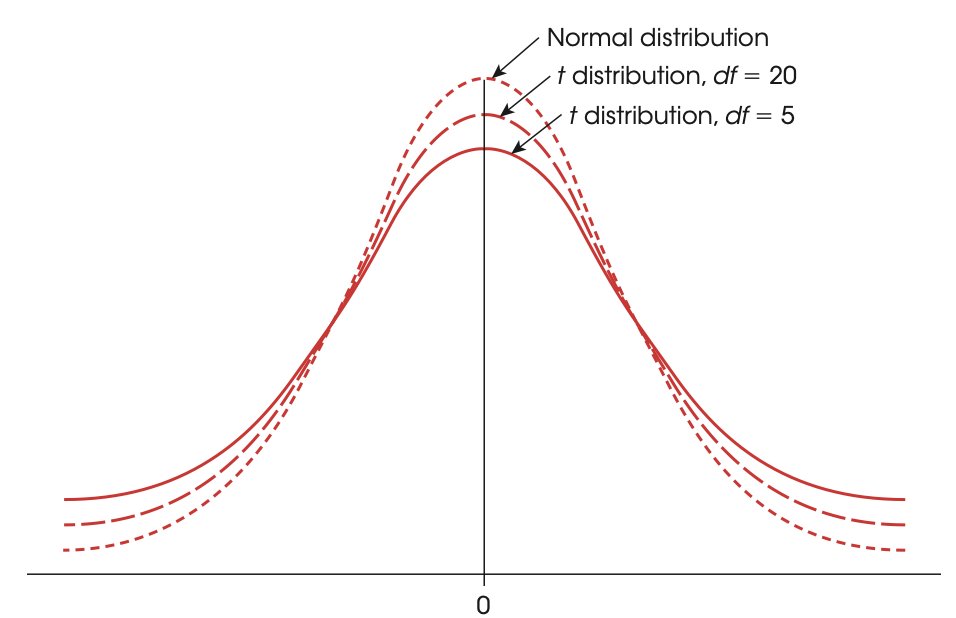 Normal distribution
t distribution, df = 20
t distribution, df = 5
0